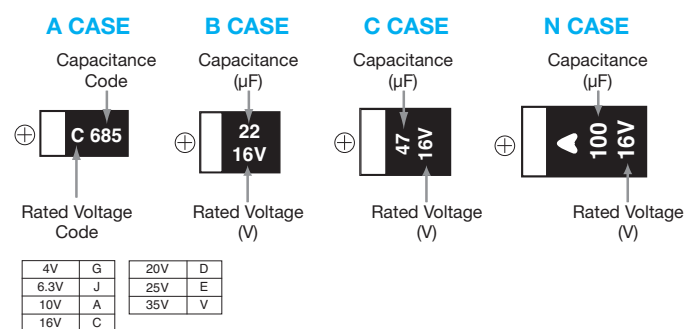 A CASE B CASE C CASE N CASE
Capacitance Code
Capacitance (µF)
Capacitance (µF)
Capacitance (µF)
C 685
22
16V
47
16V
100
16V
Rated Voltage Code
Rated Voltage (V)
Rated Voltage (V)
Rated Voltage (V)
4V G 20V D
6.3V J 25V E
10V A 35V V
16V C